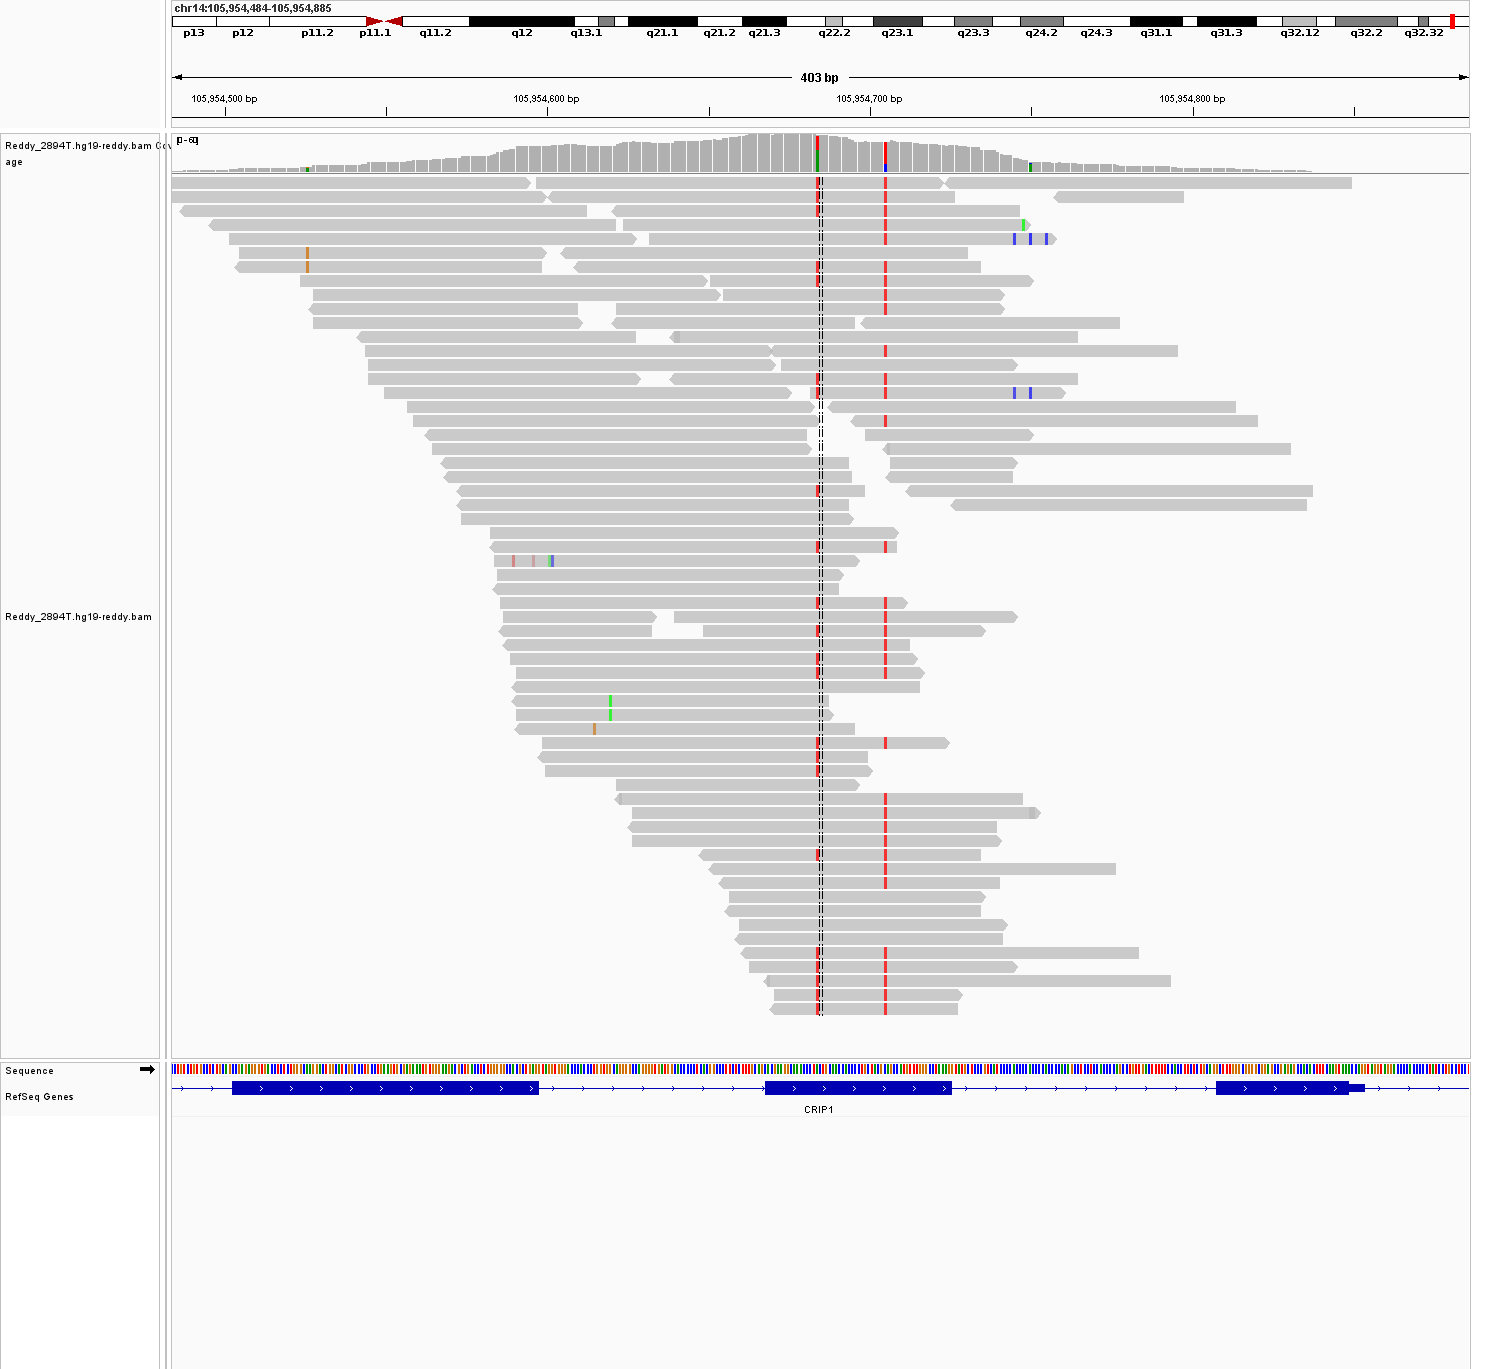 chr14:105,954,484-105,954,885
p13 p12 p11.2 p11.1 q11.2 q12 q13.1 q21.1 q21.2 q21.3 q22.2 q23.1 q23.3 q24.2 q24.3 q31.1 q31.3 q32.12 q32.2 q32.32
403 bp
105,954,500 bp 105,954,600 bp 105,954,700 bp 105,954,800 bp
[0 - 60]
Reddy_2894T.hg19-reddy.bam Cov
age
Reddy_2894T.hg19-reddy.bam
Sequence
RefSeq Genes
CRIP1